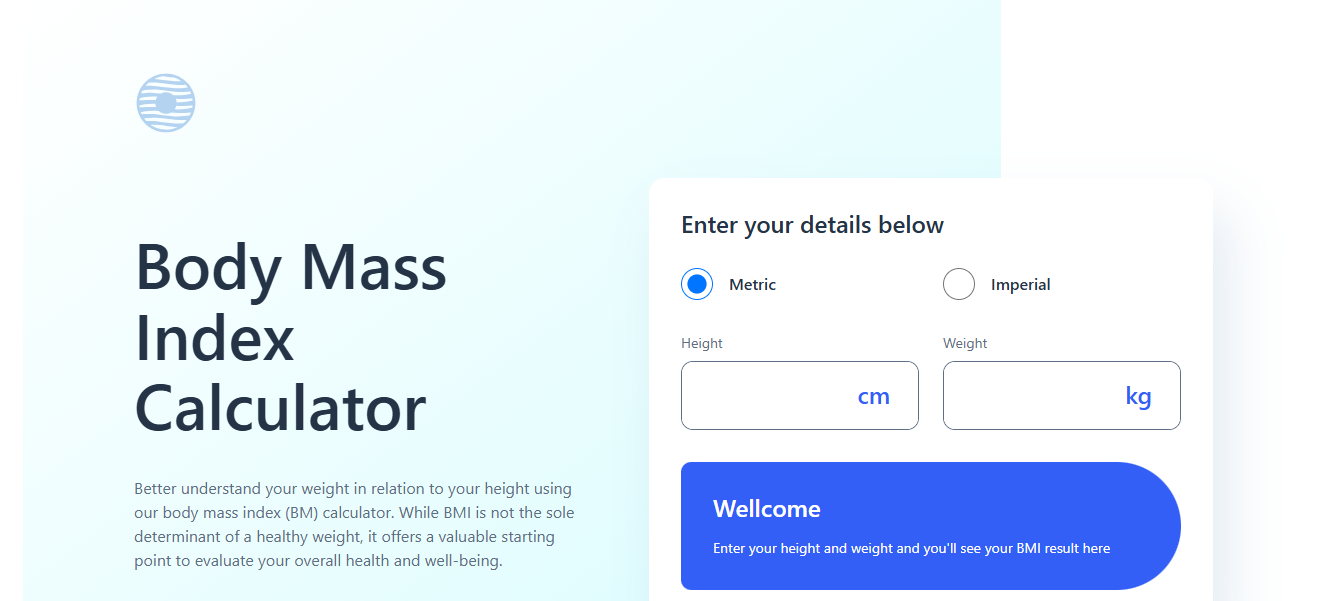 Body Mass
Index
Calculator
Better understand your weight in relation to your height using
our body mass index (BM) calculator. While BMI is not the sole
determinant of a healthy weight, it offers a valuable starting
point to evaluate your overall health and well-being.
Enter your details below
Metric
Imperial
Height
Weight
cm
kg
Wellcome
Enter your height and weight and you'll see your BMI result here